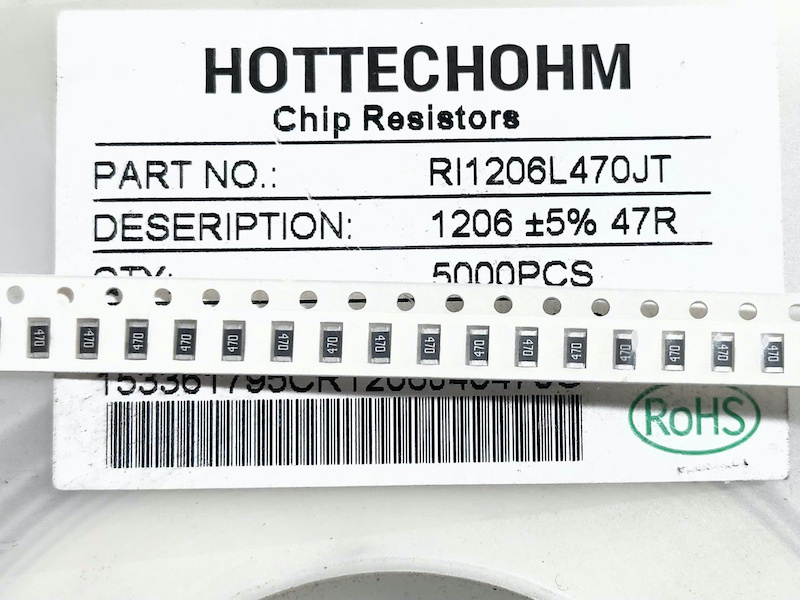 HOTTECHOHM
Chip Resistors
PART NO.: RI1206L470JT
DESERIPTION: 1206 ±5% 47R
QTY: 5000PCS
470 470 470 470 470 470 470 470 470 470 470 470 470 470 470 470
RoHS